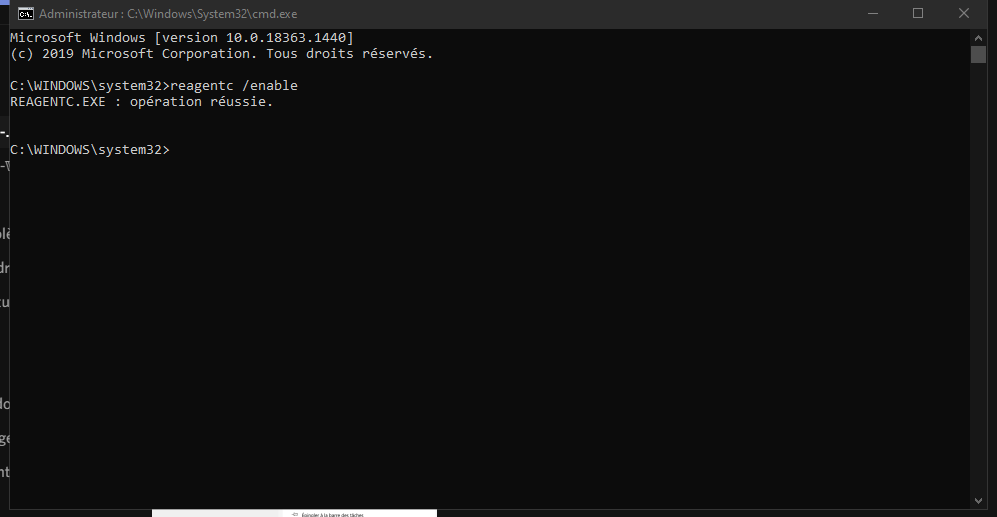 Administrateur : C:\Windows\System32\cmd.exe
Microsoft Windows [version 10.0.18363.1440]
(c) 2019 Microsoft Corporation. Tous droits réservés.
C:\WINDOWS\system32>reagentc /enable
REAGENTC.EXE : opération réussie.
C:\WINDOWS\system32>
Épingler à la barre des tâches